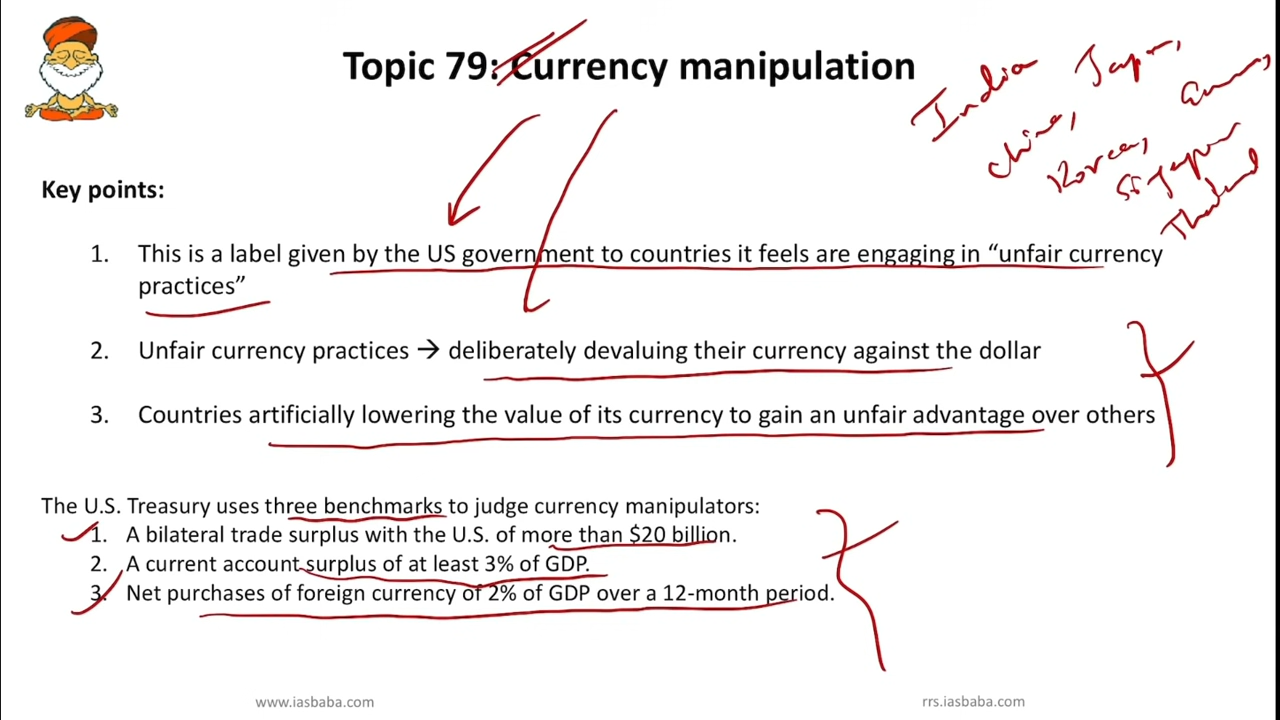 Topic 79: Currency manipulation
India
Japan,
China,
Korea,
Singapore
Thailand
Key points:
1. This is a label given by the US government to countries it feels are engaging in “unfair currency
practices”
2. Unfair currency practices → deliberately devaluing their currency against the dollar
3. Countries artificially lowering the value of its currency to gain an unfair advantage over others
The U.S. Treasury uses three benchmarks to judge currency manipulators:
1. A bilateral trade surplus with the U.S. of more than $20 billion.
2. A current account surplus of at least 3% of GDP.
3. Net purchases of foreign currency of 2% of GDP over a 12-month period.
www.iasbaba.com
rrs.iasbaba.com